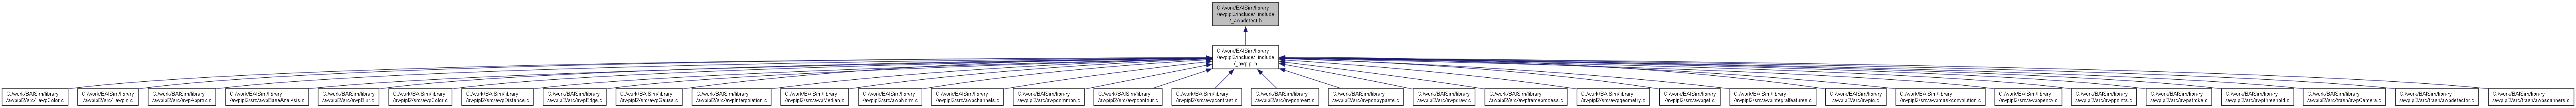 C:/work/BAISim/library
/awpipl2/include/_include
/_awpdetect.h
C:/work/BAISim/library
/awpipl2/include/_include
/_awpipl.h
C:/work/BAISim/library
/awpipl2/src/_awpColor.c
C:/work/BAISim/library
/awpipl2/src/_awpio.c
C:/work/BAISim/library
/awpipl2/src/awpApprox.c
C:/work/BAISim/library
/awpipl2/src/awpBaseAnalysis.c
C:/work/BAISim/library
/awpipl2/src/awpBlur.c
C:/work/BAISim/library
/awpipl2/src/awpColor.c
C:/work/BAISim/library
/awpipl2/src/awpDistance.c
C:/work/BAISim/library
/awpipl2/src/awpEdge.c
C:/work/BAISim/library
/awpipl2/src/awpGauss.c
C:/work/BAISim/library
/awpipl2/src/awpInterpolation.c
C:/work/BAISim/library
/awpipl2/src/awpMedian.c
C:/work/BAISim/library
/awpipl2/src/awpNorm.c
C:/work/BAISim/library
/awpipl2/src/awpchannels.c
C:/work/BAISim/library
/awpipl2/src/awpcommon.c
C:/work/BAISim/library
/awpipl2/src/awpcontour.c
C:/work/BAISim/library
/awpipl2/src/awpcontrast.c
C:/work/BAISim/library
/awpipl2/src/awpconvert.c
C:/work/BAISim/library
/awpipl2/src/awpcopypaste.c
C:/work/BAISim/library
/awpipl2/src/awpdraw.c
C:/work/BAISim/library
/awpipl2/src/awpframeprocess.c
C:/work/BAISim/library
/awpipl2/src/awpgeometry.c
C:/work/BAISim/library
/awpipl2/src/awpget.c
C:/work/BAISim/library
/awpipl2/src/awpintegralfeatures.c
C:/work/BAISim/library
/awpipl2/src/awpio.c
C:/work/BAISim/library
/awpipl2/src/awpmaskconvolution.c
C:/work/BAISim/library
/awpipl2/src/awpoperxy.c
C:/work/BAISim/library
/awpipl2/src/awppoints.c
C:/work/BAISim/library
/awpipl2/src/awpstroke.c
C:/work/BAISim/library
/awpipl2/src/awpthreshold.c
C:/work/BAISim/library
/awpipl2/src/trash/awpCamera.c
C:/work/BAISim/library
/awpipl2/src/trash/awpdetector.c
C:/work/BAISim/library
/awpipl2/src/trash/awpscanwnd.c